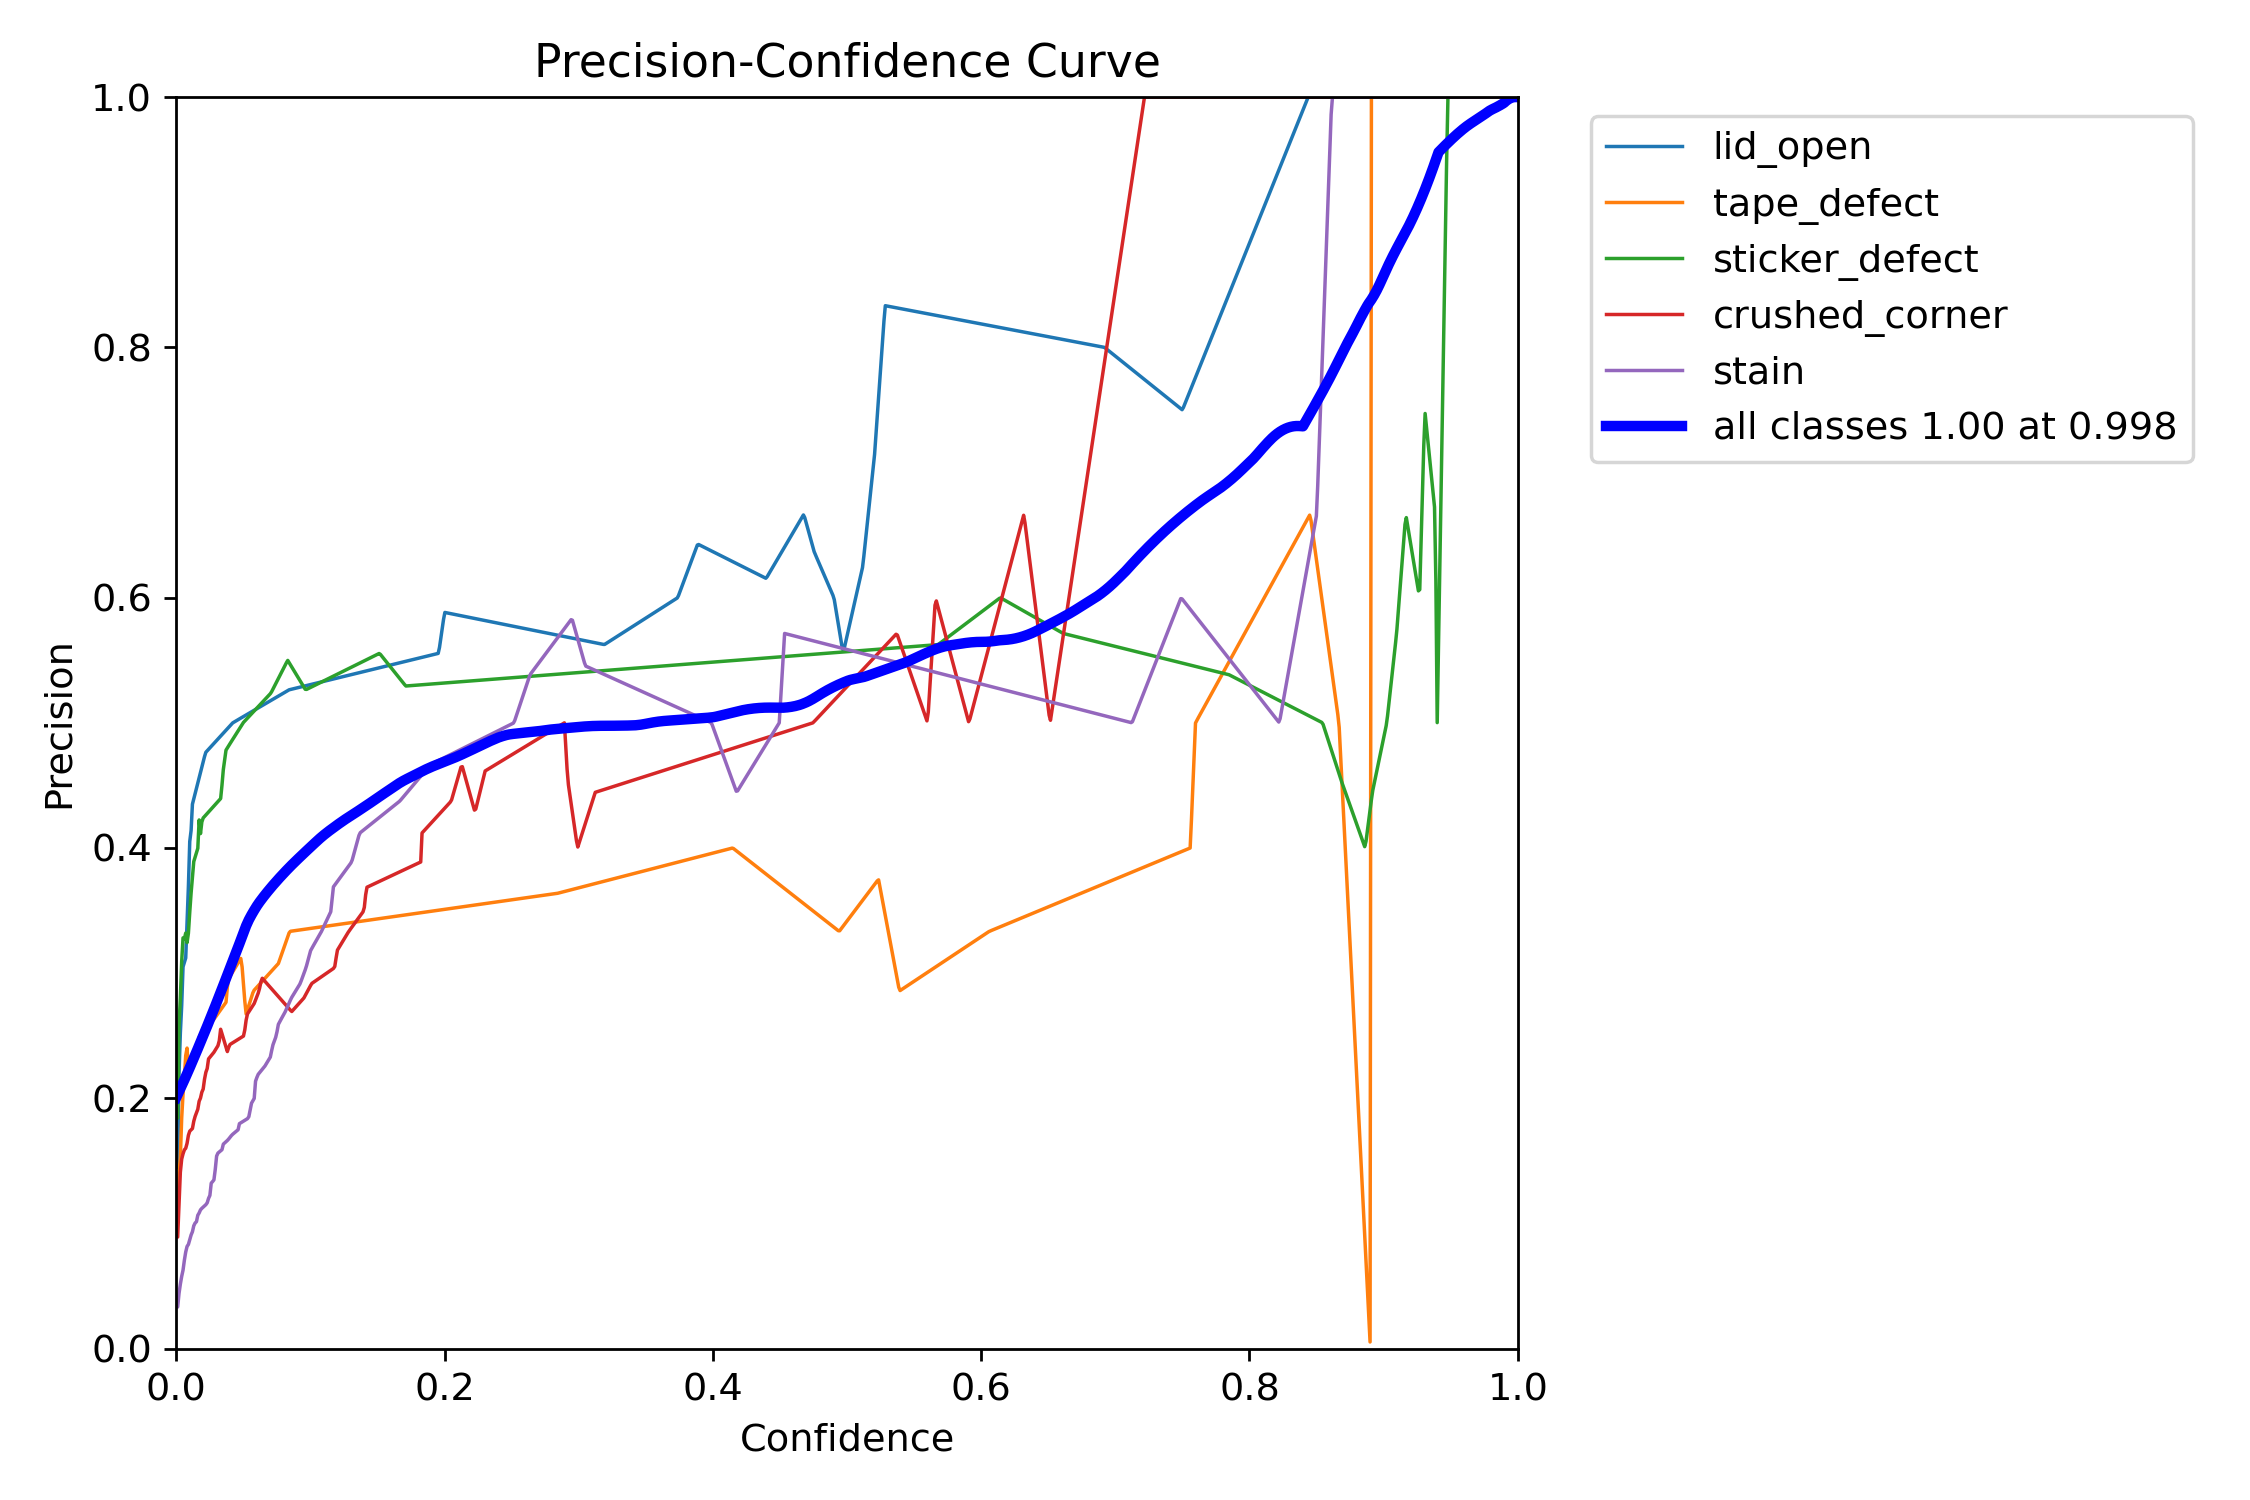 Precision-Confidence Curve
1.0
0.8
0.6
0.4
0.2
0.0
Precision
0.0 0.2 0.4 0.6 0.8 1.0
Confidence
lid_open
tape_defect
sticker_defect
crushed_corner
stain
all classes 1.00 at 0.998